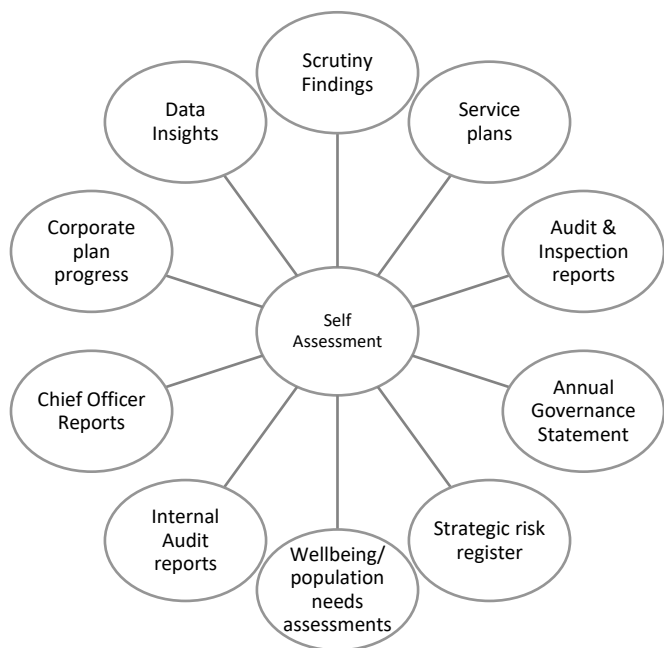 Scrutiny
Findings
Service
plans
Audit &
Inspection
reports
Annual
Governance
Statement
Strategic risk
register
Wellbeing/
population
needs
assessments
Internal
Audit
reports
Chief Officer
Reports
Corporate
plan
progress
Data
Insights
Self
Assessment